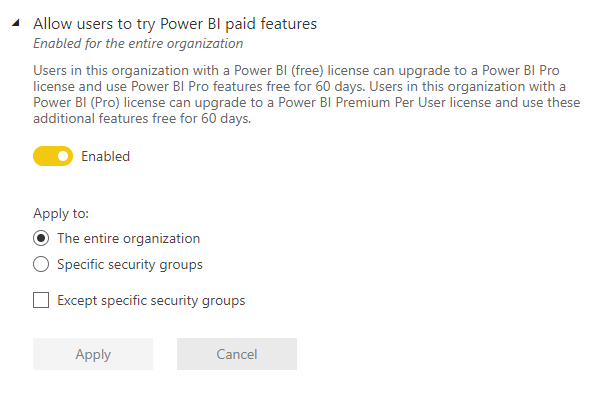 Allow users to try Power BI paid features
Enabled for the entire organization
Users in this organization with a Power BI (free) license can upgrade to a Power BI Pro
license and use Power BI Pro features free for 60 days. Users in this organization with a
Power BI (Pro) license can upgrade to a Power BI Premium Per User license and use these
additional features free for 60 days.
Enabled
Apply to:
The entire organization
Specific security groups
Except specific security groups
Apply
Cancel